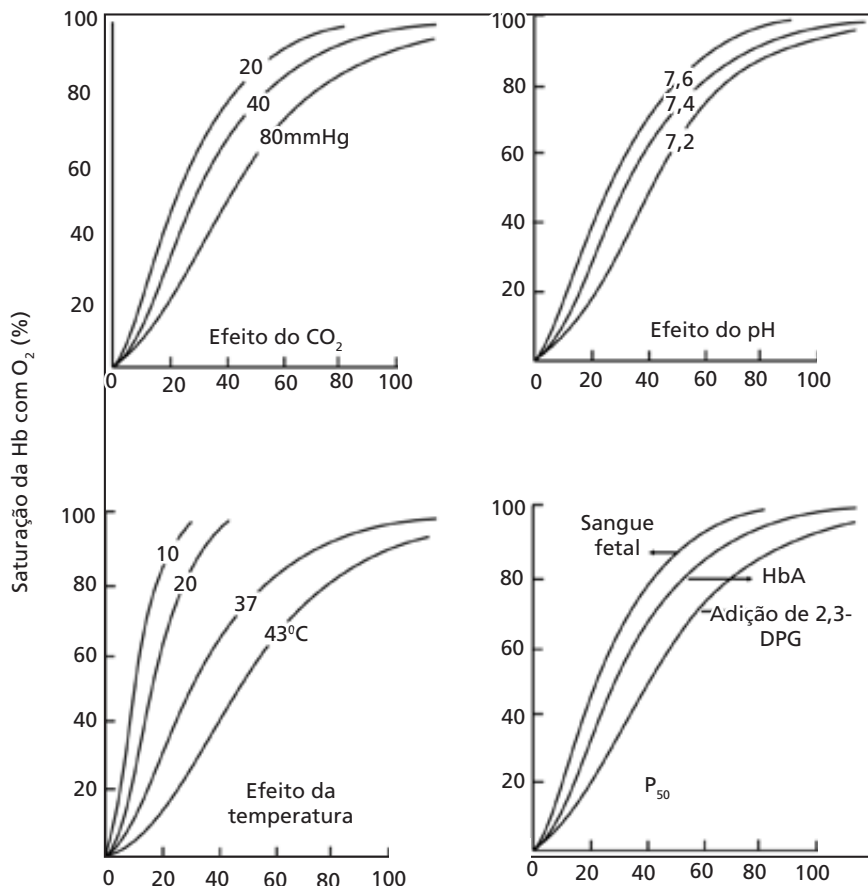 Saturação da Hb com O₂ (%)
100
80
60
40
20
20
40
80mmHg
Efeito do CO₂
0 20 40 60 80 100
100
80
60
40
20
7,6
7,4
7,2
Efeito do pH
0 20 40 60 80 100
100
80
60
40
20
10
20
37
43⁰C
Efeito da
temperatura
0 20 40 60 80 100
100
80
60
40
20
Sangue
fetal
HbA
Adição de 2,3-
DPG
P₅₀
0 20 40 60 80 100